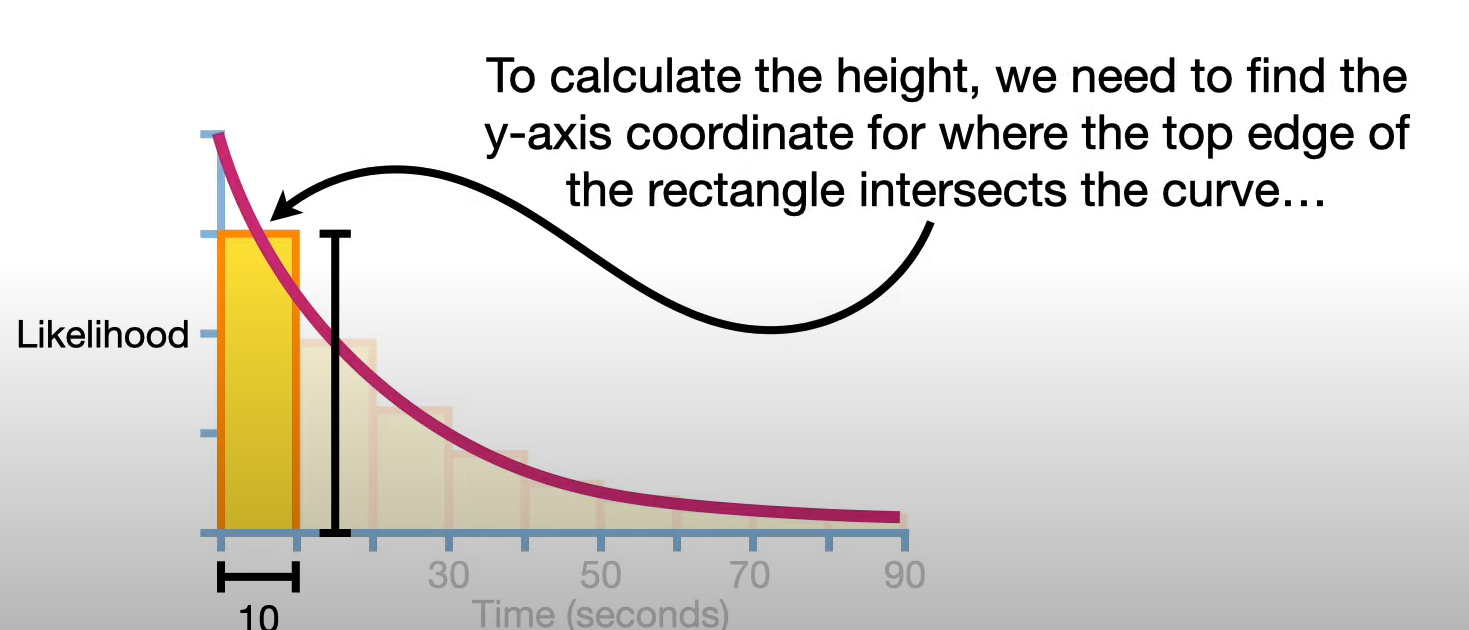 To calculate the height, we need to find the
y-axis coordinate for where the top edge of
the rectangle intersects the curve…
Likelihood
30 50 70 90
Time (seconds)
10